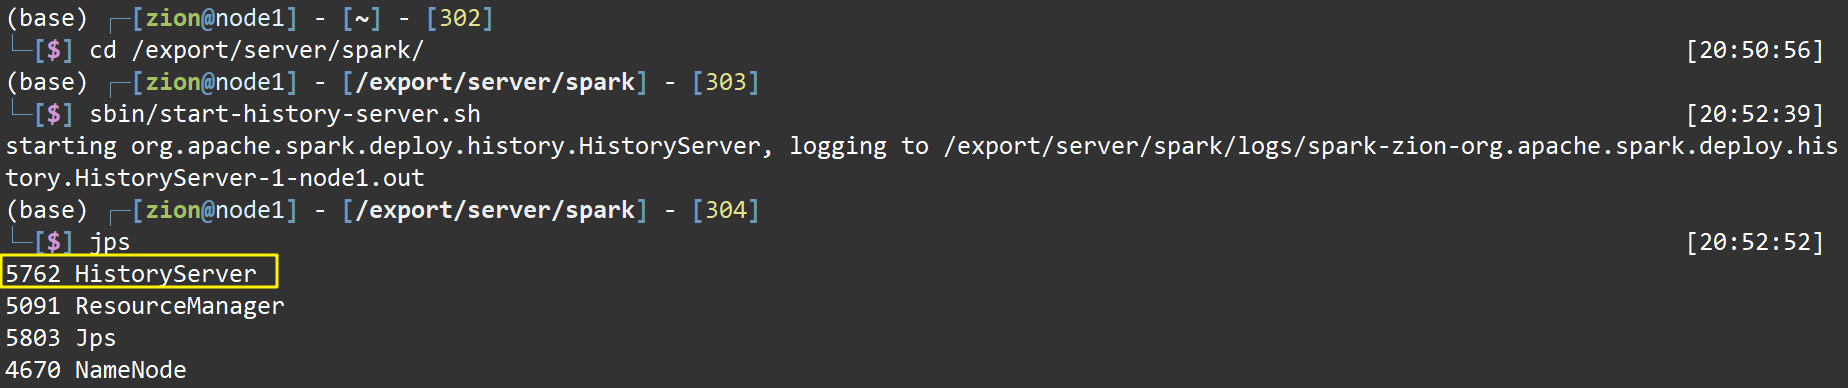 (base) ┌─[zion@node1] - [~] - [302]
└─[$] cd /export/server/spark/ [20:50:56]
(base) ┌─[zion@node1] - [/export/server/spark] - [303]
└─[$] sbin/start-history-server.sh [20:52:39]
starting org.apache.spark.deploy.history.HistoryServer, logging to /export/server/spark/logs/spark-zion-org.apache.spark.deploy.his
tory.HistoryServer-1-node1.out
(base) ┌─[zion@node1] - [/export/server/spark] - [304]
└─[$] jps [20:52:52]
5762 HistoryServer
5091 ResourceManager
5803 Jps
4670 NameNode